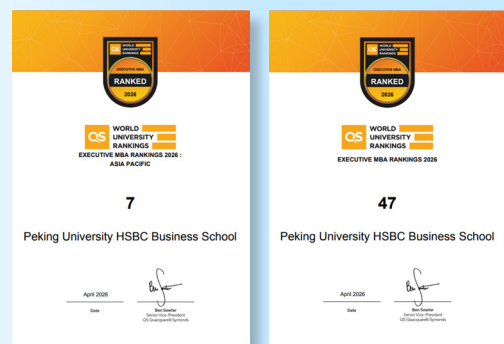 QS WORLD
UNIVERSITY
RANKINGS
EXECUTIVE MBA
RANKED
2026
QS WORLD
UNIVERSITY
RANKINGS
EXECUTIVE MBA RANKINGS 2026 :
ASIA PACIFIC
7
Peking University HSBC Business School
April 2026
Date
Ben Sowter
Senior Vice-President
QS Quacquarelli Symonds
QS WORLD
UNIVERSITY
RANKINGS
EXECUTIVE MBA
RANKED
2026
QS WORLD
UNIVERSITY
RANKINGS
EXECUTIVE MBA RANKINGS 2026
47
Peking University HSBC Business School
April 2026
Date
Ben Sowter
Senior Vice-President
QS Quacquarelli Symonds